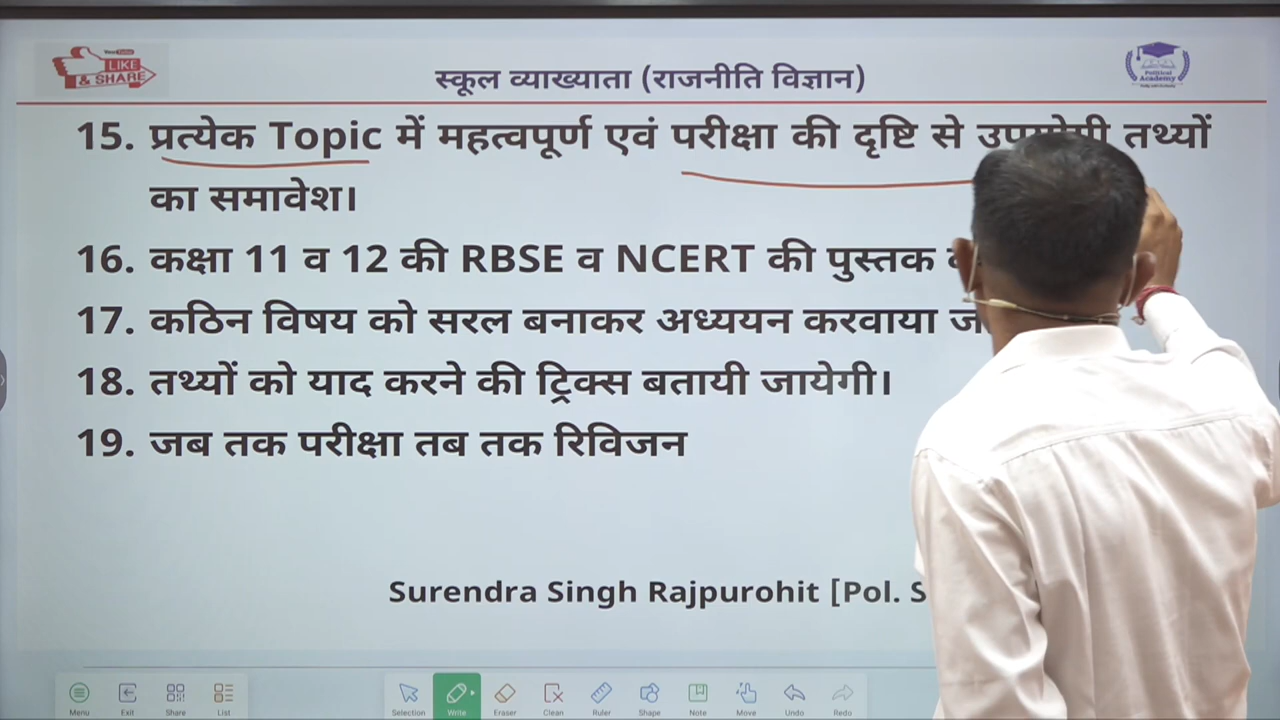 LIKE
& SHARE
स्कूल व्याख्याता (राजनीति विज्ञान)
Political
Academy
15. प्रत्येक Topic में महत्वपूर्ण एवं परीक्षा की दृष्टि से उपयोगी तथ्यों
का समावेश।
16. कक्षा 11 व 12 की RBSE व NCERT की पुस्तक
17. कठिन विषय को सरल बनाकर अध्ययन करवाया
18. तथ्यों को याद करने की ट्रिक्स बतायी जायेगी।
19. जब तक परीक्षा तब तक रिविजन
Surendra Singh Rajpurohit [Pol. S
Menu Exit Share List Selection Write Eraser Clean Ruler Shape Note Move Undo Redo